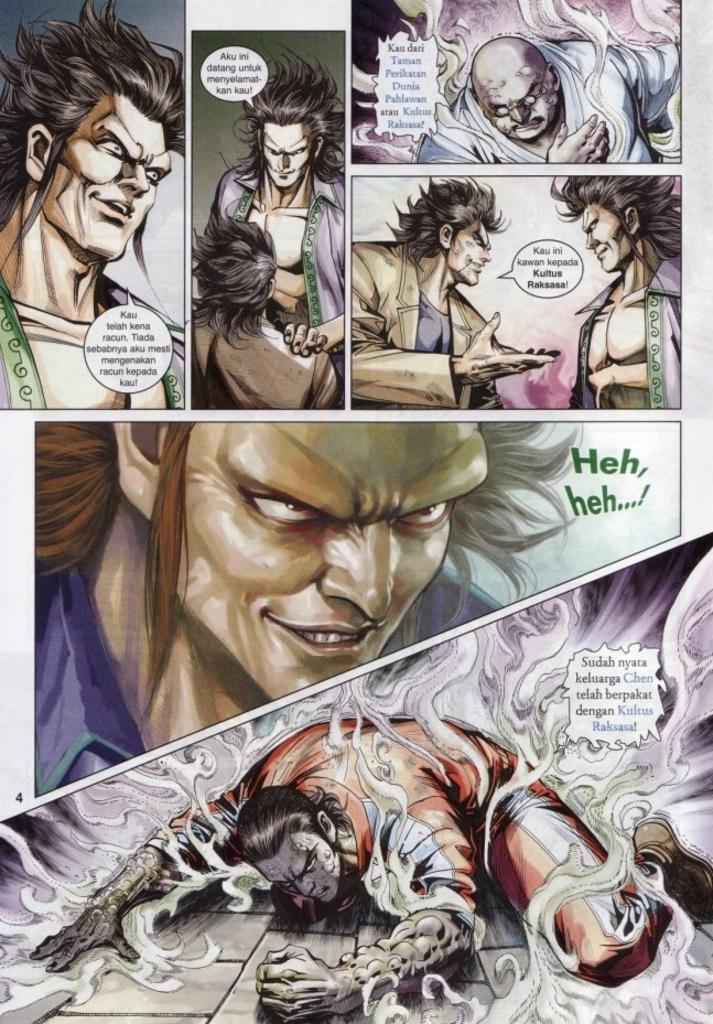 Kau
telah kena
racun. Tiada
sebabnya aku mesti
mengenakan
racun kepada
kau!
Aku ini
datang untuk
menyelamat-
kan kau!
Kau dari
Taman
Perikatan
Dunia
Pahlawan
atau Kultus
Raksasa?
Kau ini
kawan kepada
Kultus
Raksasa!
Heh,
heh...!
Sudah nyata
keluarga Chen
telah berpakat
dengan Kultus
Raksasa!
4